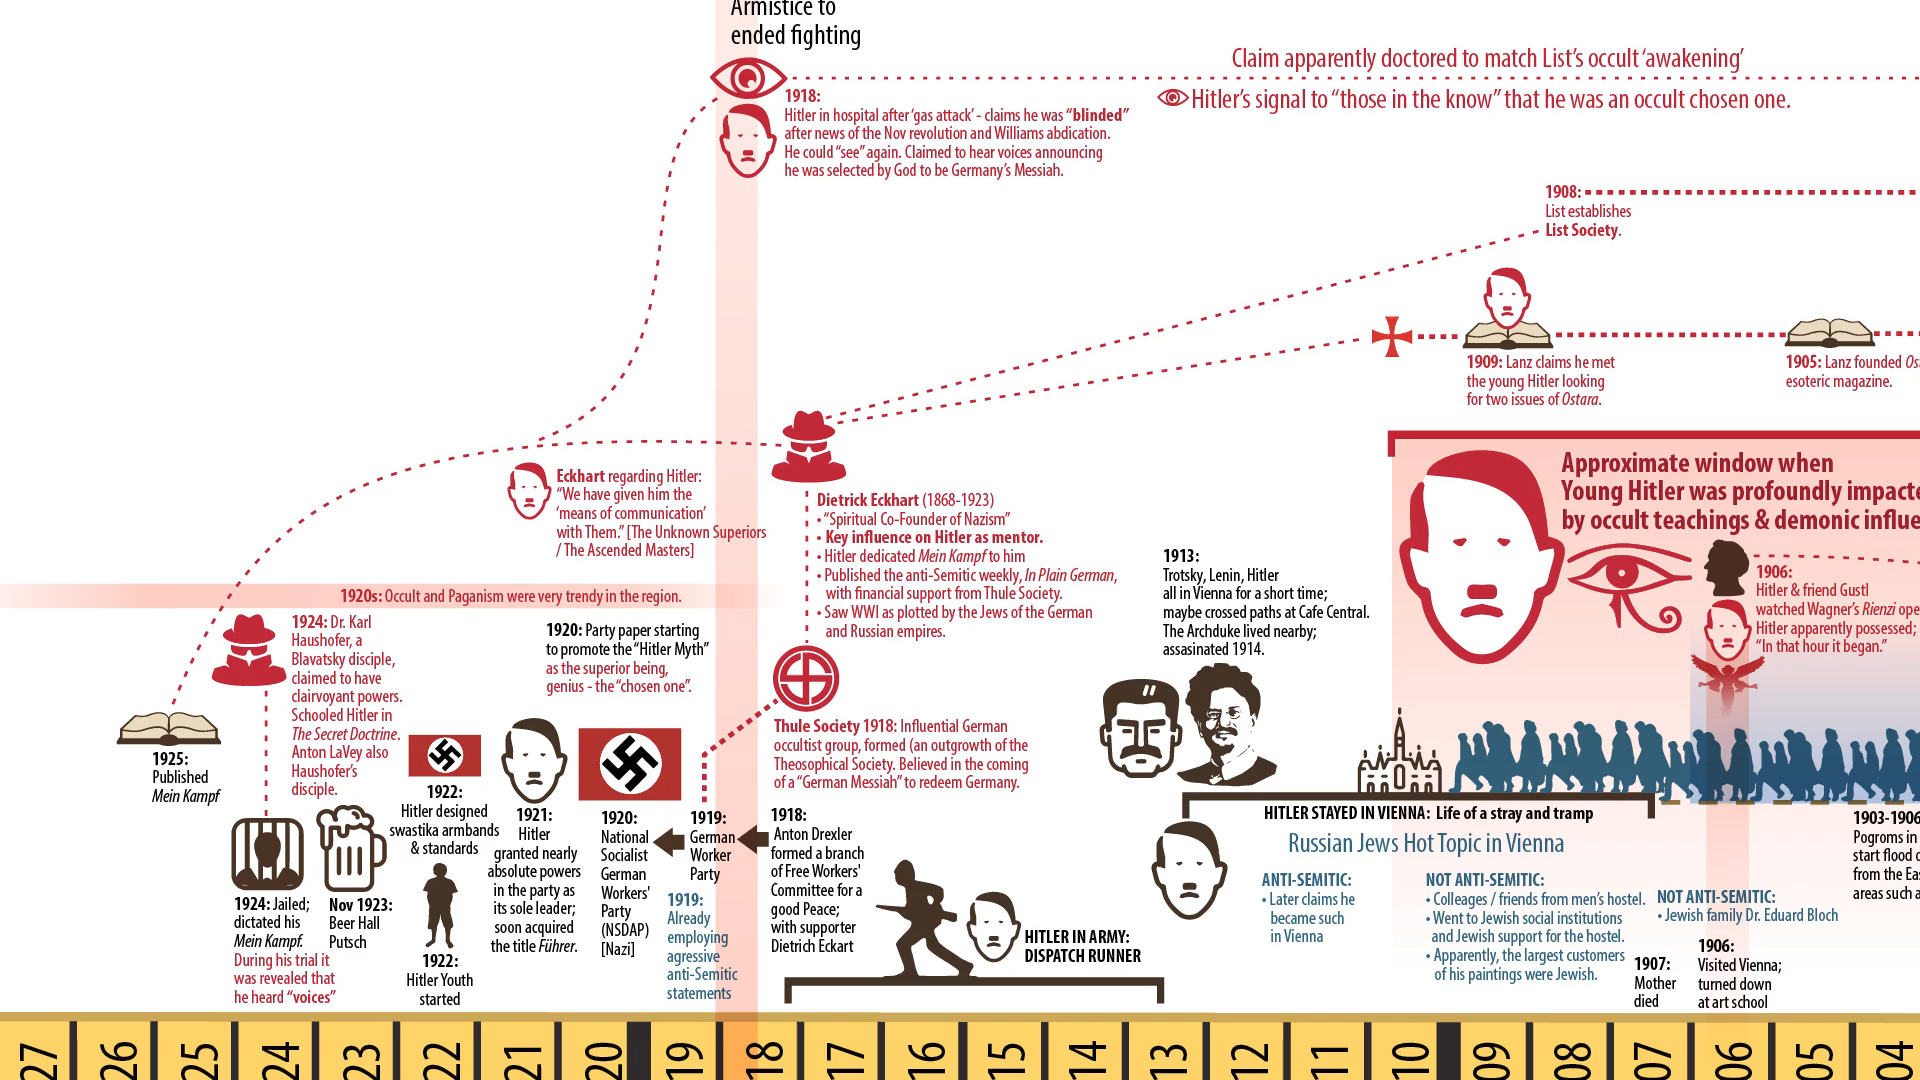 Armistice to
ended fighting
Claim apparently doctored to match List's occult 'awakening'
Hitler's signal to "those in the know" that he was an occult chosen one.
1918:
Hitler in hospital after 'gas attack' - claims he was "blinded"
after news of the Nov revolution and Williams abdication.
He could "see" again. Claimed to hear voices announcing
he was selected by God to be Germany's Messiah.
1908:
List establishes
List Society.
1909: Lanz claims he met
the young Hitler looking
for two issues of Ostara.
1905: Lanz founded Os
esoteric magazine.
Approximate window when
Young Hitler was profoundly impacte
by occult teachings & demonic influe
Eckhart regarding Hitler:
"We have given him the
'means of communication'
with Them." [The Unknown Superiors
/ The Ascended Masters]
Dietrick Eckhart (1868-1923)
• "Spiritual Co-Founder of Nazism"
• Key influence on Hitler as mentor.
• Hitler dedicated Mein Kampf to him
• Published the anti-Semitic weekly, In Plain German,
with financial support from Thule Society.
• Saw WWI as plotted by the Jews of the German
and Russian empires.
1913:
Trotsky, Lenin, Hitler
all in Vienna for a short time;
maybe crossed paths at Cafe Central.
The Archduke lived nearby;
assasinated 1914.
1906:
Hitler & friend Gustl
watched Wagner's Rienzi ope
Hitler apparently possessed;
"In that hour it began."
1920s: Occult and Paganism were very trendy in the region.
1924: Dr. Karl
Haushofer, a
Blavatsky disciple,
claimed to have
clairvoyant powers.
Schooled Hitler in
The Secret Doctrine.
Anton LaVey also
Haushofer's
disciple.
1920: Party paper starting
to promote the "Hitler Myth"
as the superior being,
genius - the "chosen one".
Thule Society 1918: Influential German
occultist group, formed (an outgrowth of the
Theosophical Society. Believed in the coming
of a "German Messiah" to redeem Germany.
1925:
Published
Mein Kampf
1924: Jailed;
dictated his
Mein Kampf.
During his trial it
was revealed that
he heard "voices"
Nov 1923:
Beer Hall
Putsch
1922:
Hitler designed
swastika armbands
& standards
1922:
Hitler Youth
started
1921:
Hitler
granted nearly
absolute powers
in the party as
its sole leader;
soon acquired
the title Führer.
1920:
National
Socialist
German
Workers'
Party
(NSDAP)
[Nazi]
1919:
German
Worker
Party
1919:
Already
employing
agressive
anti-Semitic
statements
1918:
Anton Drexler
formed a branch
of Free Workers'
Committee for a
good Peace;
with supporter
Dietrich Eckart
HITLER IN ARMY:
DISPATCH RUNNER
HITLER STAYED IN VIENNA: Life of a stray and tramp
Russian Jews Hot Topic in Vienna
ANTI-SEMITIC:
• Later claims he
became such
in Vienna
NOT ANTI-SEMITIC:
• Colleages / friends from men's hostel.
• Went to Jewish social institutions
and Jewish support for the hostel.
• Apparently, the largest customers
of his paintings were Jewish.
NOT ANTI-SEMITIC:
• Jewish family Dr. Eduard Bloch
1907:
Mother
died
1906:
Visited Vienna;
turned down
at art school
1903-1906
Pogroms in
start flood o
from the Eas
areas such a
27 26 25 24 23 22 21 20 19 18 17 16 15 14 13 12 11 10 09 08 07 06 05 04